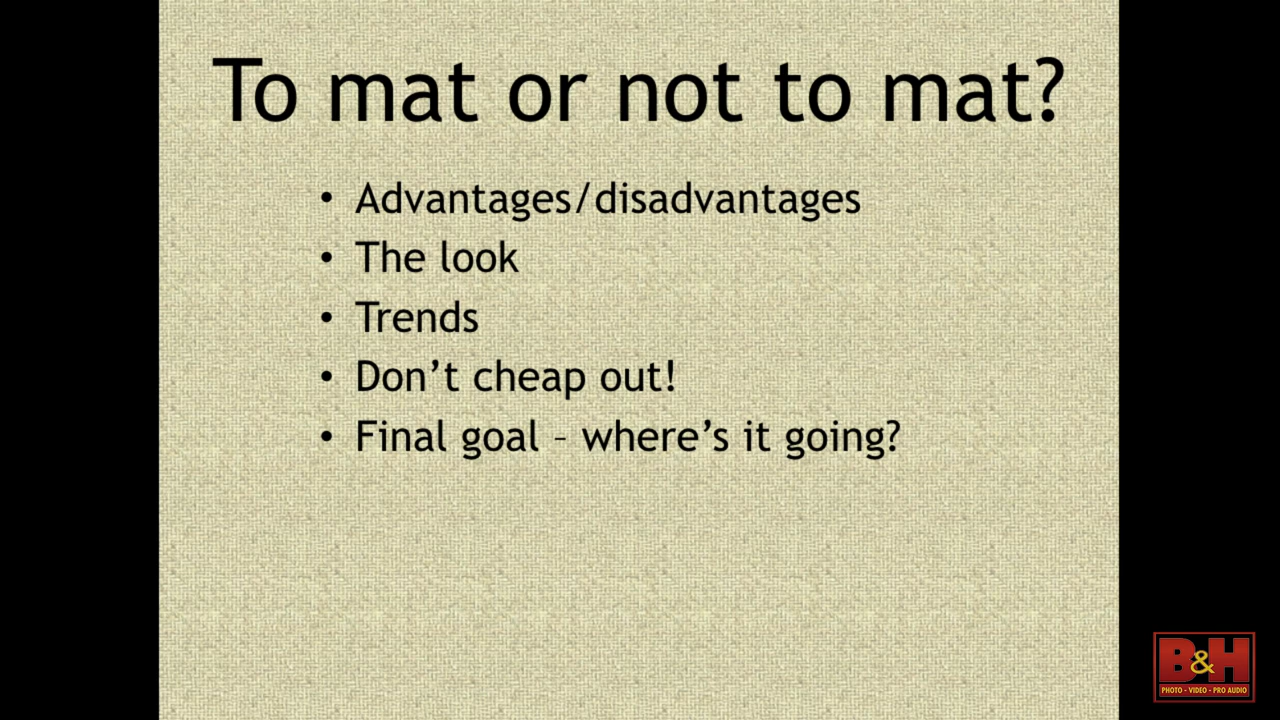 To mat or not to mat?
• Advantages/disadvantages
• The look
• Trends
• Don’t cheap out!
• Final goal – where’s it going?
B&H
PHOTO • VIDEO • PRO AUDIO